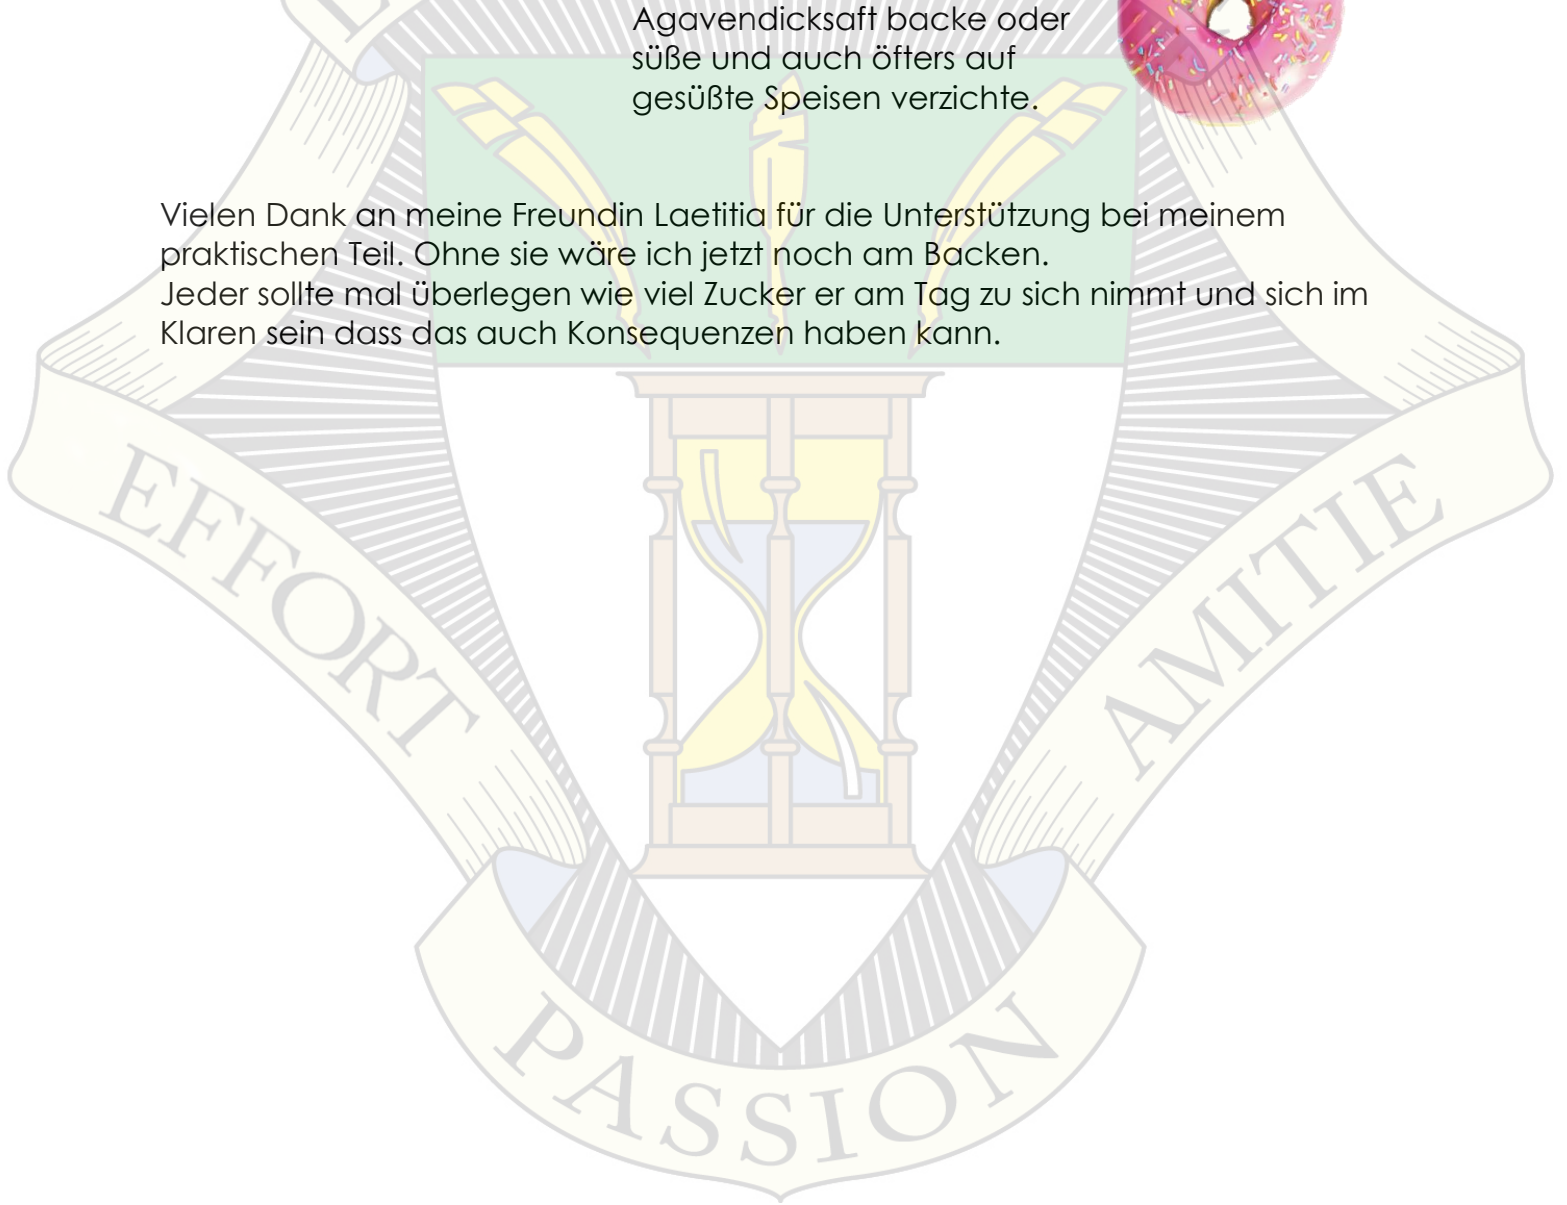 Agavendicksaft backe oder
süße und auch öfters auf
gesüßte Speisen verzichte.
Vielen Dank an meine Freundin Laetitia für die Unterstützung bei meinem
praktischen Teil. Ohne sie wäre ich jetzt noch am Backen.
Jeder sollte mal überlegen wie viel Zucker er am Tag zu sich nimmt und sich im
Klaren sein dass das auch Konsequenzen haben kann.
EFFORT
AMITIE
PASSION